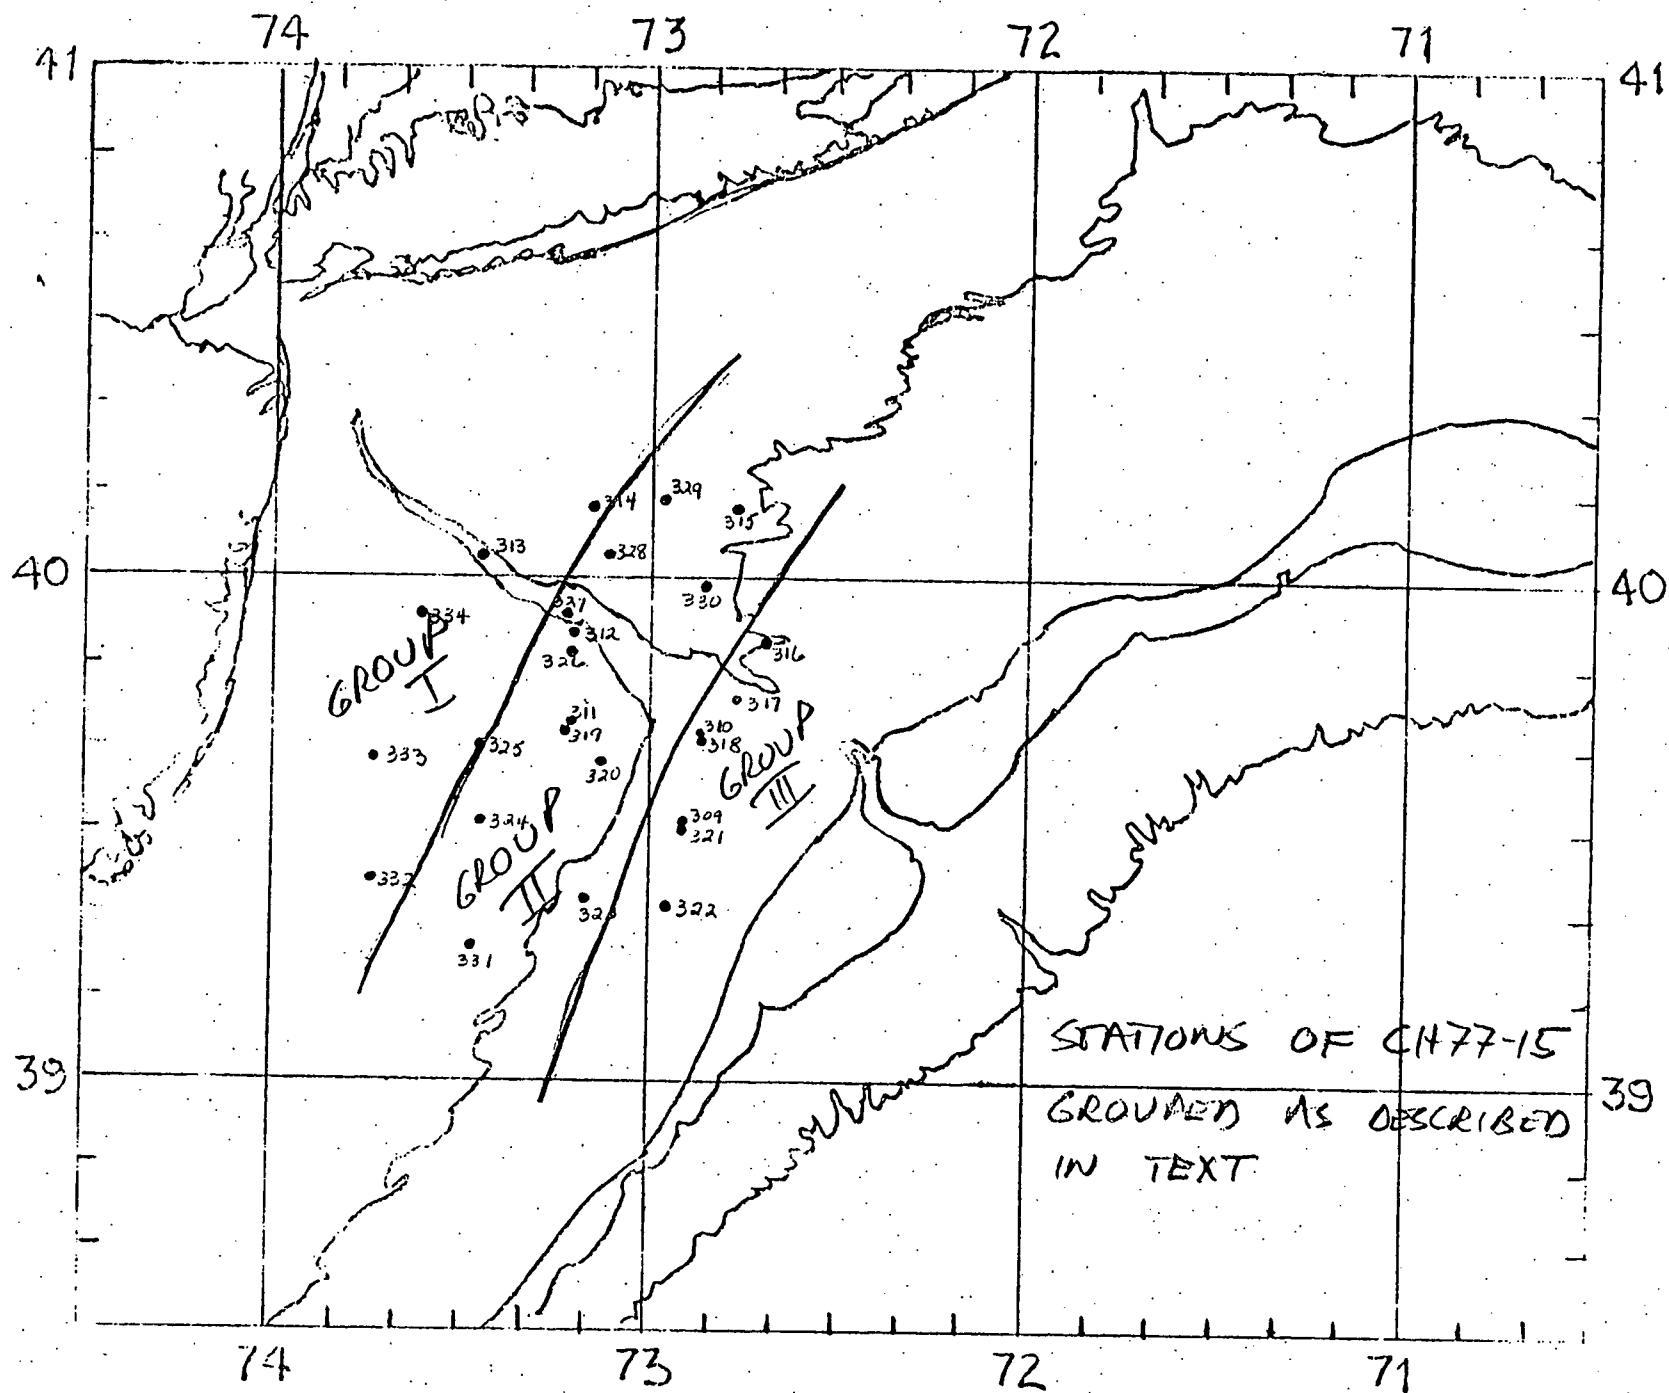 74 73 72 71
41 41
314 329
315
313 328
40 40
330
327
334
312
326 316
GROUP
I
317
311
319 310
318
333 325
320
GROUP
III
324 309
321
GROUP
II
332
323 322
331
STATIONS OF CH77-15
39 39
GROUPED AS DESCRIBED
IN TEXT
74 73 72 71